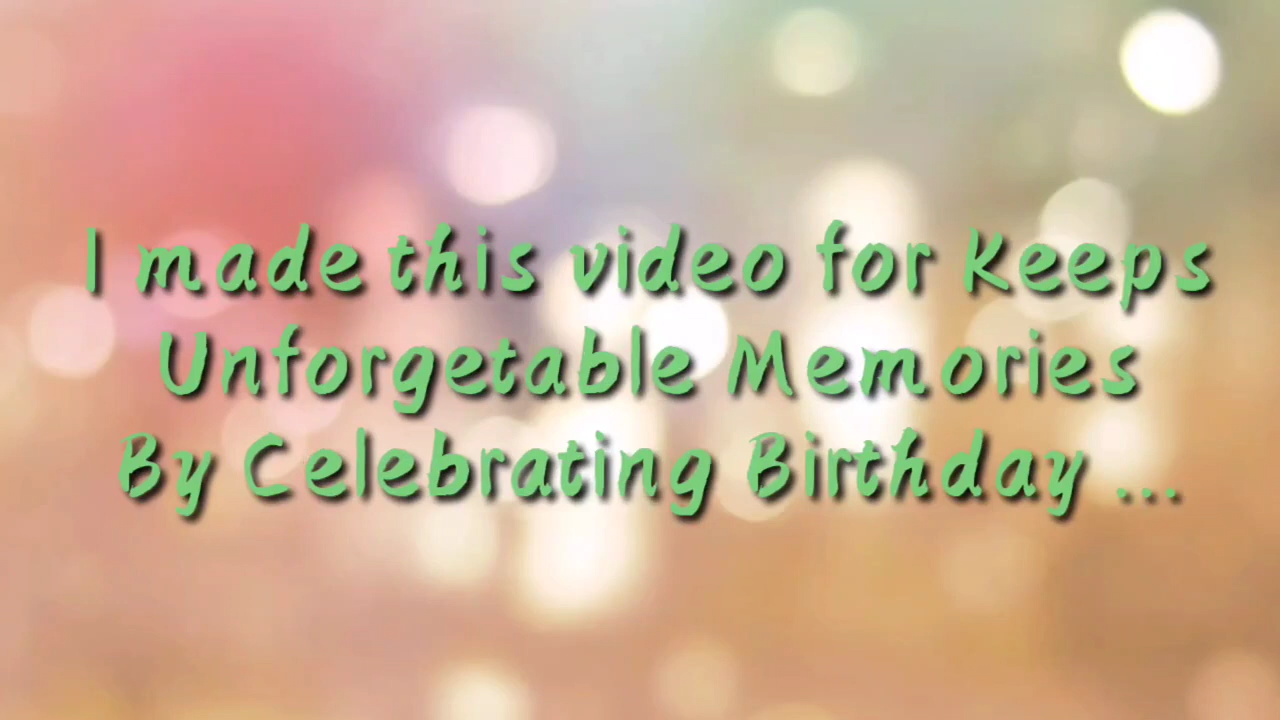 I made this video for Keeps
Unforgetable Memories
By Celebrating Birthday ...